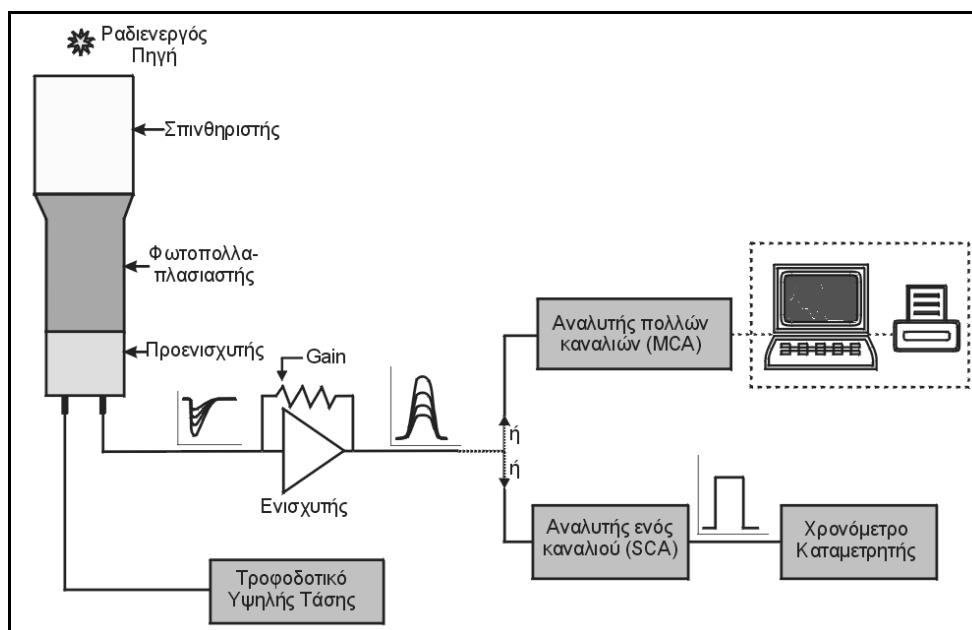 Ραδιενεργός
Πηγή
Σπινθηριστής
Φωτοπολλα-
πλασιαστής
Προενισχυτής
Gain
Ενισχυτής
Αναλυτής πολλών
καναλιών (MCA)
ή
ή
Αναλυτής ενός
καναλιού (SCA)
Χρονόμετρο
Καταμετρητής
Τροφοδοτικό
Υψηλής Τάσης